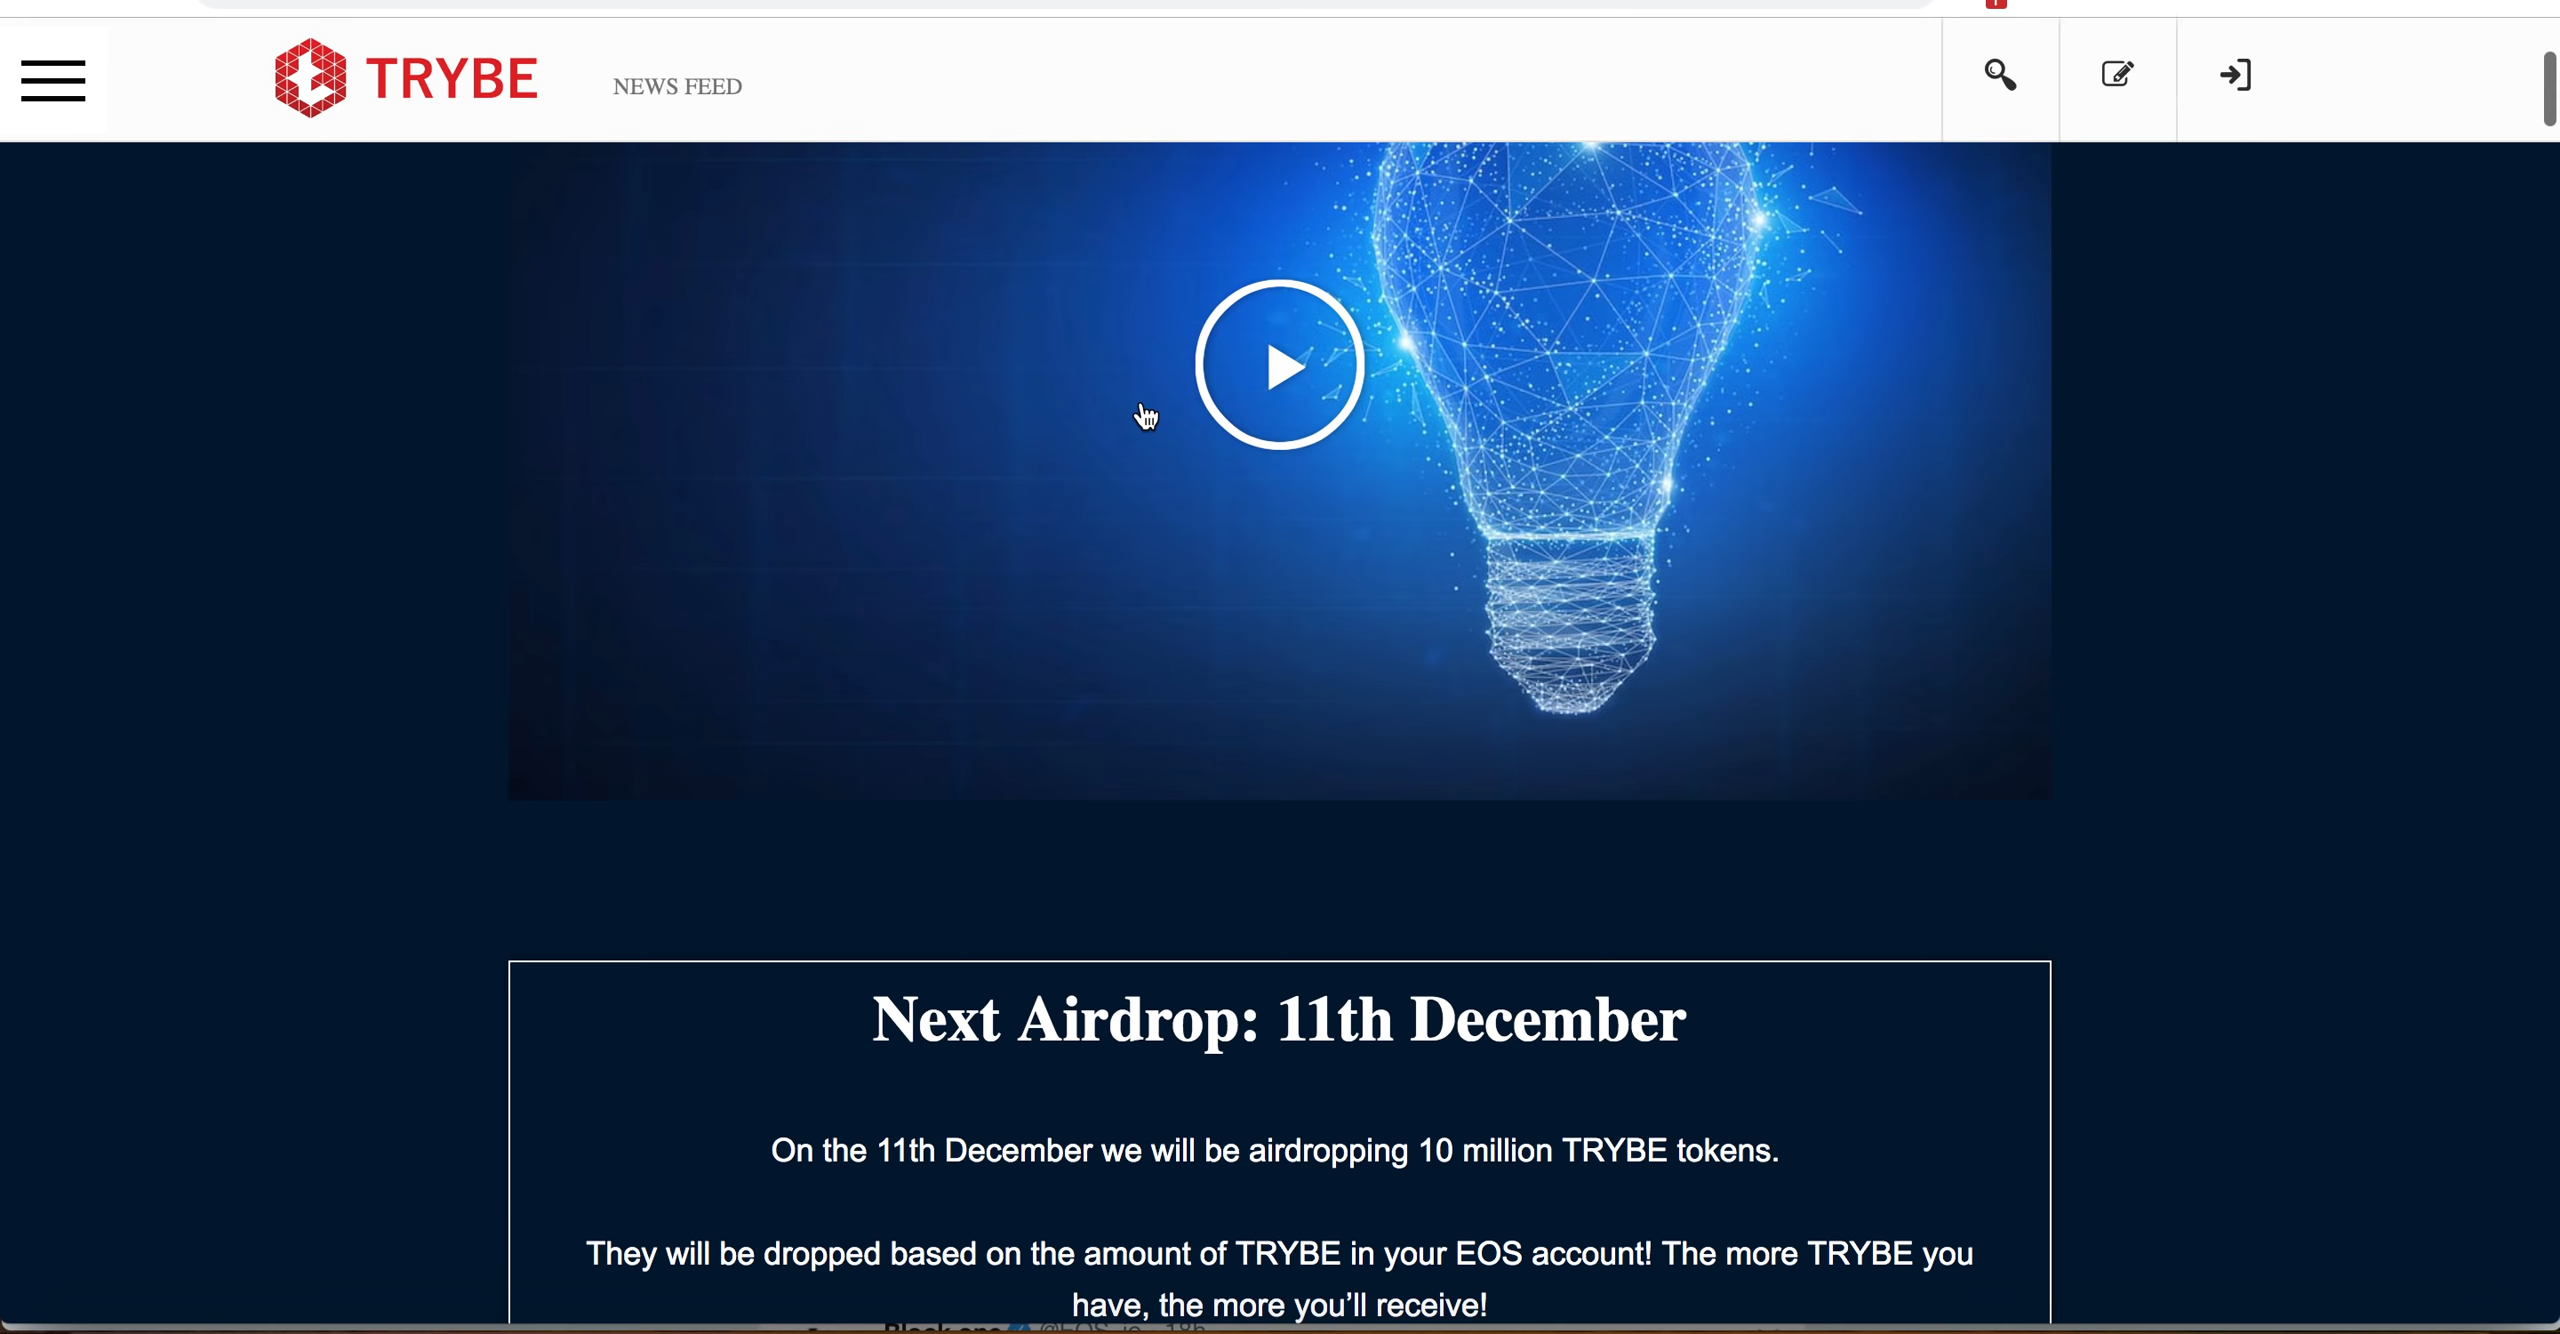 TRYBE
NEWS FEED
Next Airdrop: 11th December
On the 11th December we will be airdropping 10 million TRYBE tokens.
They will be dropped based on the amount of TRYBE in your EOS account! The more TRYBE you
have, the more you’ll receive!